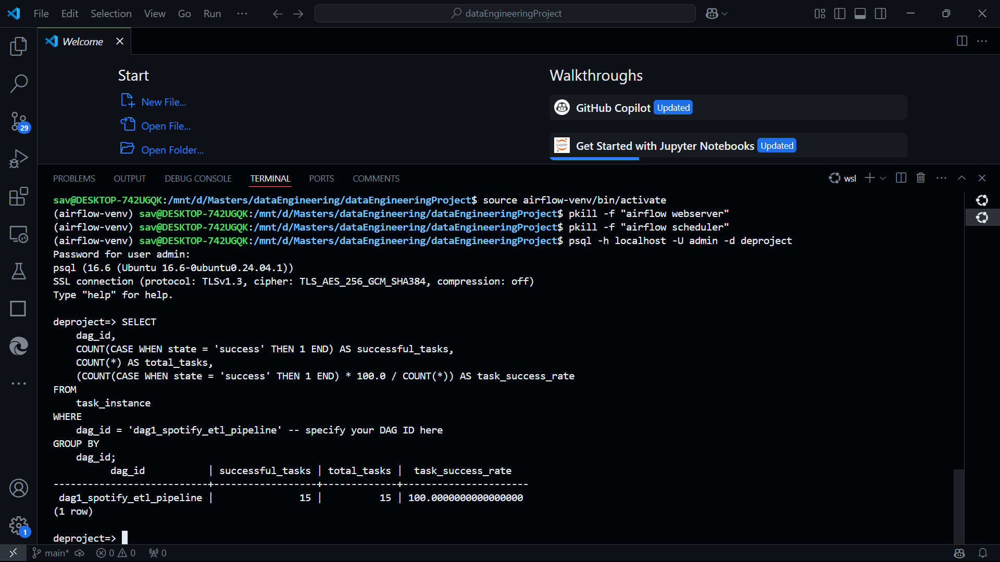 File Edit Selection View Go Run ··· dataEngineeringProject
Welcome
Start
New File...
Open File...
Open Folder...
Walkthroughs
GitHub Copilot Updated
jupyter
Get Started with Jupyter Notebooks Updated
29
PROBLEMS OUTPUT DEBUG CONSOLE TERMINAL PORTS COMMENTS
wsl
sav@DESKTOP-742UGQK:/mnt/d/Masters/dataEngineering/dataEngineeringProject$ source airflow-venv/bin/activate
(airflow-venv) sav@DESKTOP-742UGQK:/mnt/d/Masters/dataEngineering/dataEngineeringProject$ pkill -f "airflow webserver"
(airflow-venv) sav@DESKTOP-742UGQK:/mnt/d/Masters/dataEngineering/dataEngineeringProject$ pkill -f "airflow scheduler"
(airflow-venv) sav@DESKTOP-742UGQK:/mnt/d/Masters/dataEngineering/dataEngineeringProject$ psql -h localhost -U admin -d deproject
Password for user admin:
psql (16.6 (Ubuntu 16.6-0ubuntu0.24.04.1))
SSL connection (protocol: TLSv1.3, cipher: TLS_AES_256_GCM_SHA384, compression: off)
Type "help" for help.
deproject=> SELECT
    dag_id,
    COUNT(CASE WHEN state = 'success' THEN 1 END) AS successful_tasks,
    COUNT(*) AS total_tasks,
    (COUNT(CASE WHEN state = 'success' THEN 1 END) * 100.0 / COUNT(*)) AS task_success_rate
FROM
    task_instance
WHERE
    dag_id = 'dag1_spotify_etl_pipeline' -- specify your DAG ID here
GROUP BY
    dag_id;
          dag_id           | successful_tasks | total_tasks |  task_success_rate
---------------------------+------------------+-------------+----------------------
 dag1_spotify_etl_pipeline |               15 |          15 | 100.0000000000000000
(1 row)
deproject=>
1
main* 0 0 0